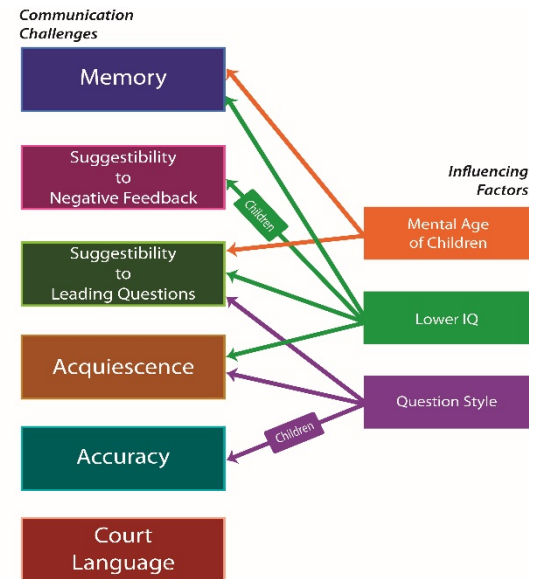 Communication
Challenges
Memory
Suggestibility
to
Negative Feedback
Children
Influencing
Factors
Mental Age
of Children
Suggestibility
to
Leading Questions
Lower IQ
Acquiescence
Question Style
Children
Accuracy
Court
Language